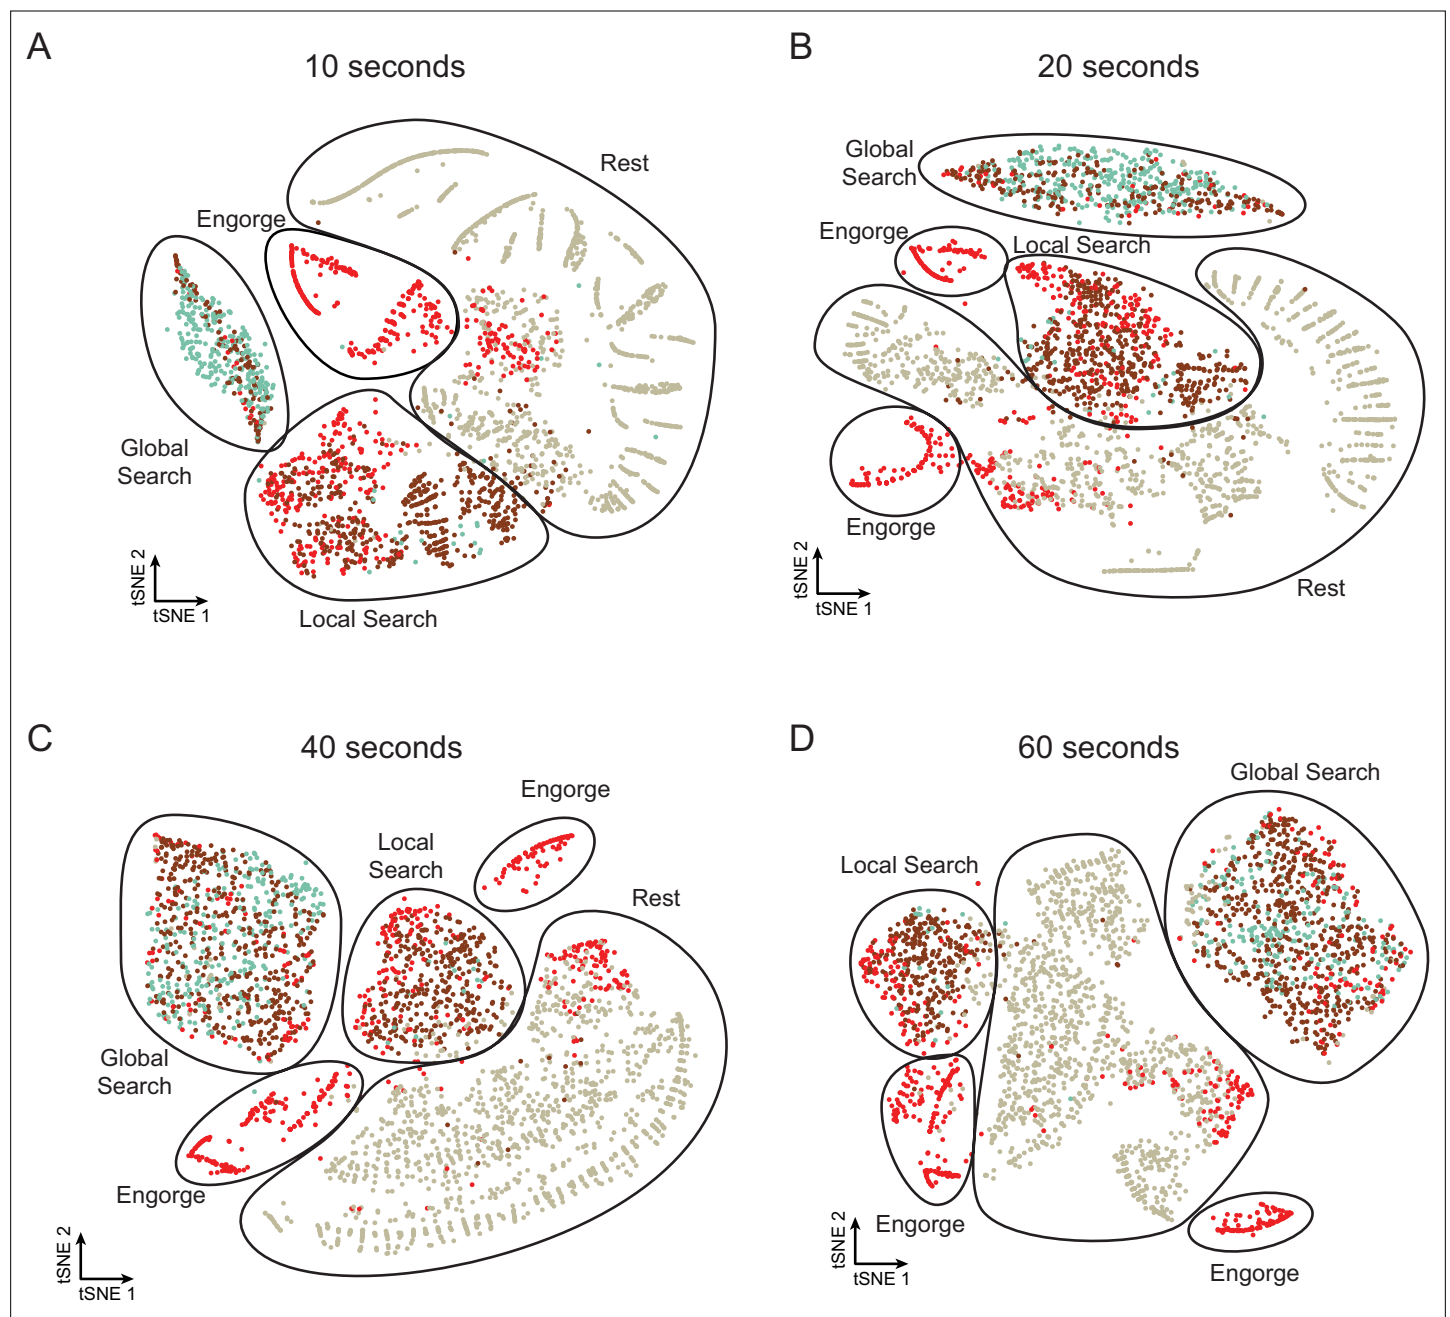 A
10 seconds
Rest
Engorge
Global
Search
Local Search
tSNE 2
tSNE 1
B
20 seconds
Global
Search
Engorge
Local Search
Engorge
Rest
tSNE 2
tSNE 1
C
40 seconds
Engorge
Local
Search
Rest
Global
Search
Engorge
tSNE 2
tSNE 1
D
60 seconds
Global Search
Local Search
Engorge
Engorge
tSNE 2
tSNE 1